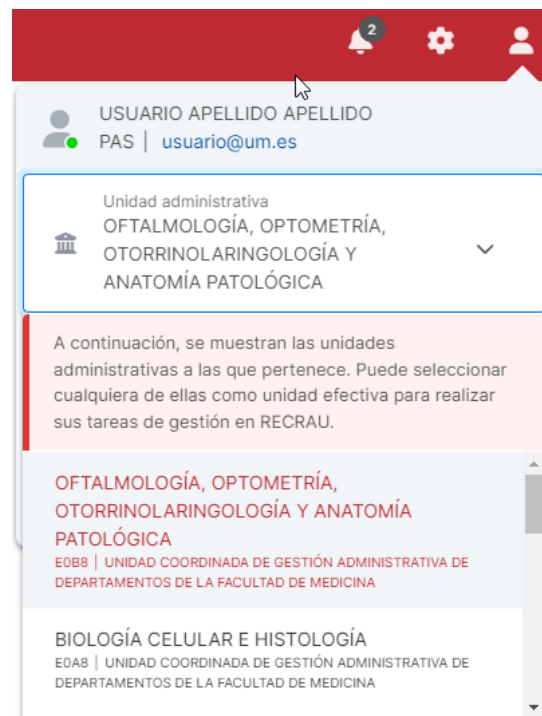 2
USUARIO APELLIDO APELLIDO
PAS | usuario@um.es
Unidad administrativa
OFTALMOLOGÍA, OPTOMETRÍA,
OTORRINOLARINGOLOGÍA Y
ANATOMÍA PATOLÓGICA
A continuación, se muestran las unidades
administrativas a las que pertenece. Puede seleccionar
cualquiera de ellas como unidad efectiva para realizar
sus tareas de gestión en RECRAU.
OFTALMOLOGÍA, OPTOMETRÍA,
OTORRINOLARINGOLOGÍA Y ANATOMÍA
PATOLÓGICA
E0B8 | UNIDAD COORDINADA DE GESTIÓN ADMINISTRATIVA DE
DEPARTAMENTOS DE LA FACULTAD DE MEDICINA
BIOLOGÍA CELULAR E HISTOLOGÍA
E0A8 | UNIDAD COORDINADA DE GESTIÓN ADMINISTRATIVA DE
DEPARTAMENTOS DE LA FACULTAD DE MEDICINA